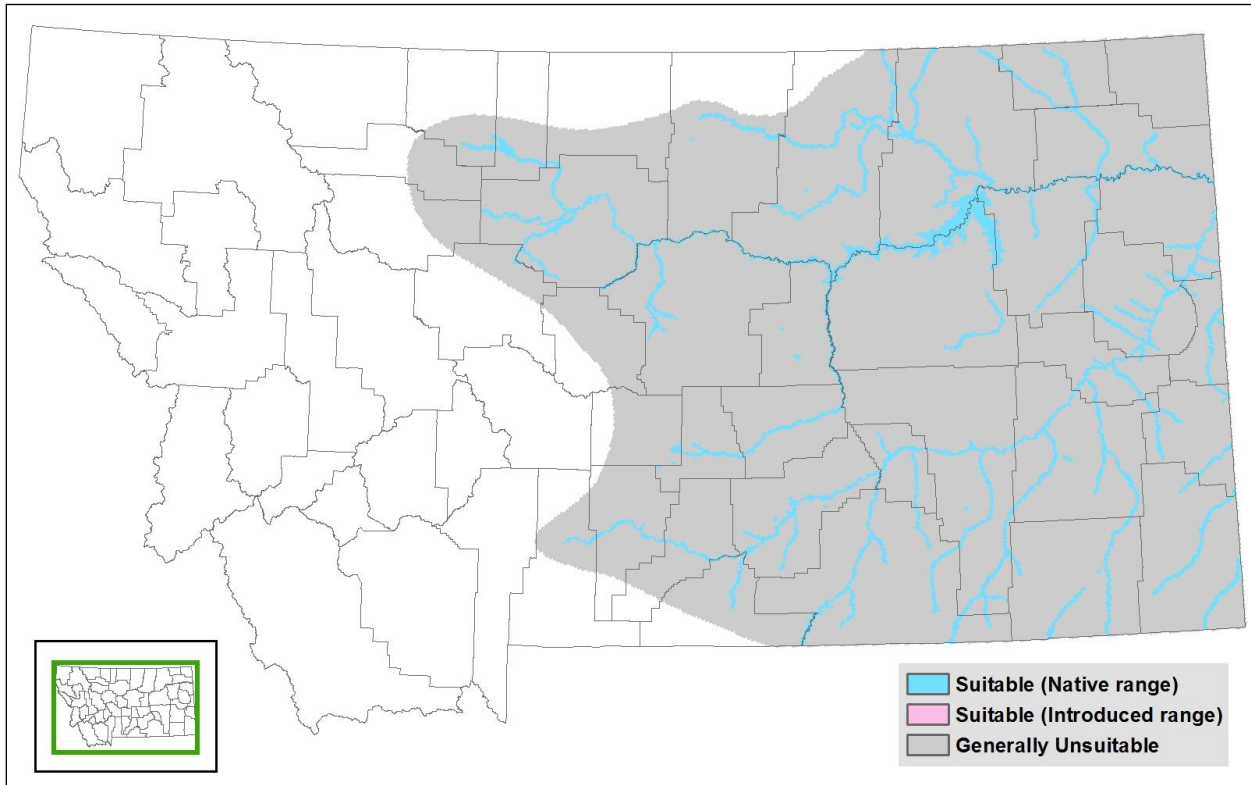 Suitable (Native range)
Suitable (Introduced range)
Generally Unsuitable